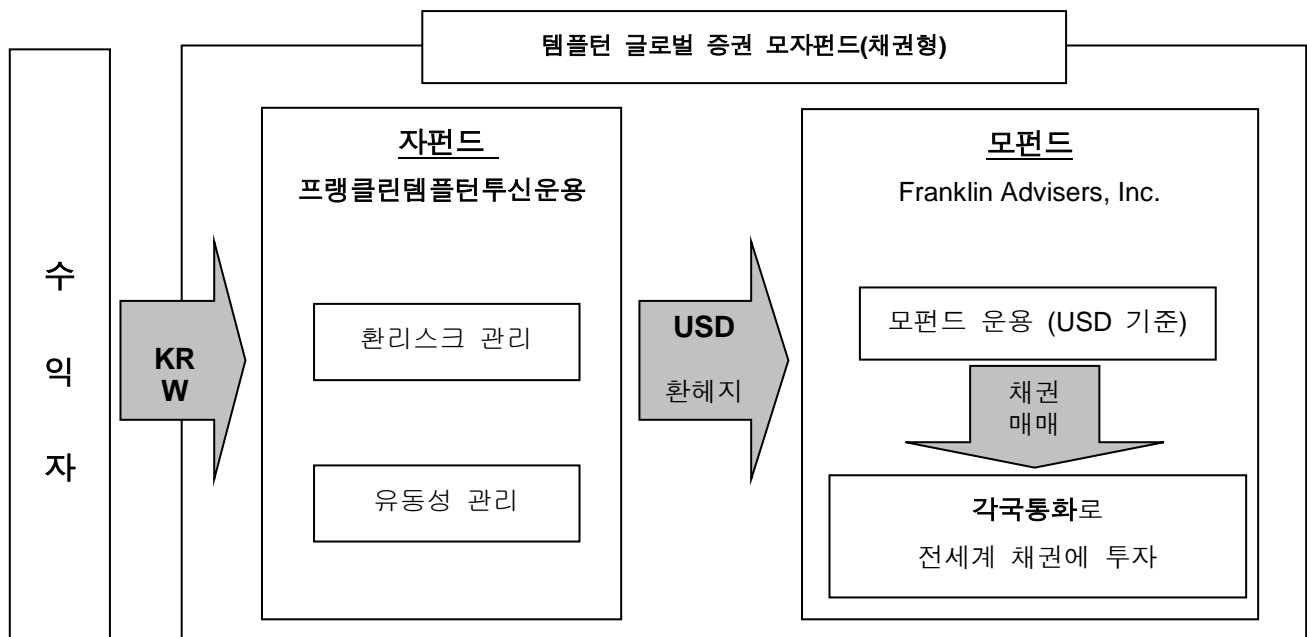 템플턴 글로벌 증권 모자펀드(채권형)
수
익
자
KR
W
자펀드
프랭클린템플턴투신운용
환리스크 관리
유동성 관리
USD
환헤지
모펀드
Franklin Advisers, Inc.
모펀드 운용 (USD 기준)
채권
매매
각국통화로
전세계 채권에 투자